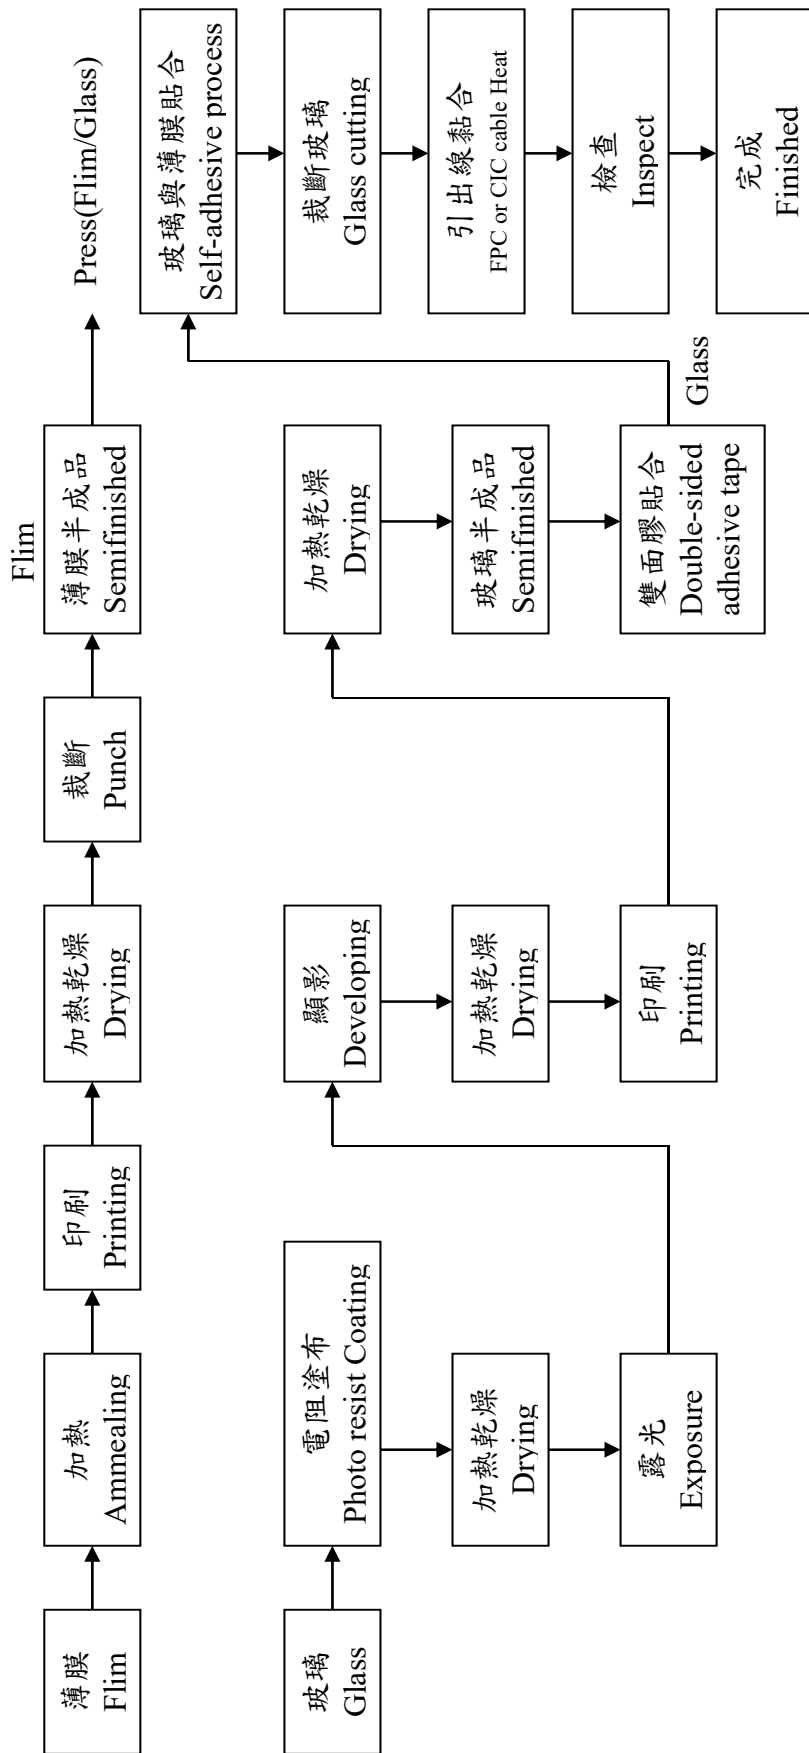 薄膜
Flim
加熱
Ammealing
印刷
Printing
加熱乾燥
Drying
裁斷
Punch
Flim
薄膜半成品
Semifinished
Press(Flim/Glass)
玻璃
Glass
電阻塗布
Photo resist Coating
加熱乾燥
Drying
露光
Exposure
顯影
Developing
加熱乾燥
Drying
印刷
Printing
加熱乾燥
Drying
玻璃半成品
Semifinished
雙面膠貼合
Double-sided
adhesive tape
Glass
玻璃與薄膜貼合
Self-adhesive process
裁斷玻璃
Glass cutting
引出線黏合
FPC or CIC cable Heat
檢查
Inspect
完成
Finished